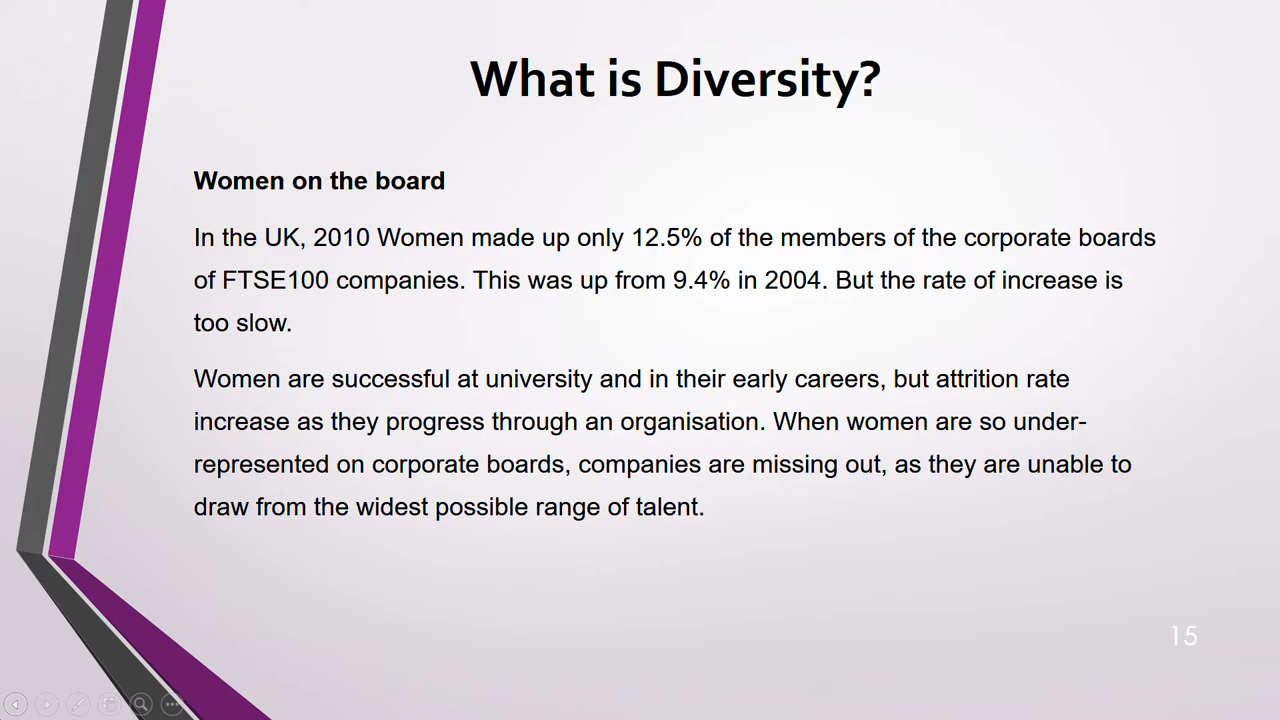 What is Diversity?
Women on the board
In the UK, 2010 Women made up only 12.5% of the members of the corporate boards
of FTSE100 companies. This was up from 9.4% in 2004. But the rate of increase is
too slow.
Women are successful at university and in their early careers, but attrition rate
increase as they progress through an organisation. When women are so under-
represented on corporate boards, companies are missing out, as they are unable to
draw from the widest possible range of talent.
15